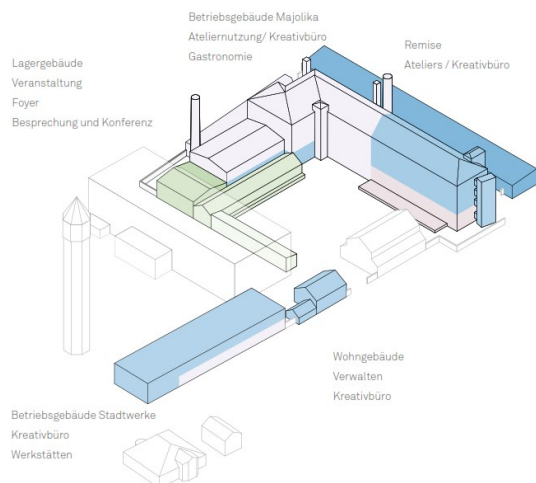 Betriebsgebäude Majolika
Ateliernutzung/ Kreativbüro
Gastronomie
Remise
Ateliers / Kreativbüro
Lagergebäude
Veranstaltung
Foyer
Besprechung und Konferenz
Wohngebäude
Verwalten
Kreativbüro
Betriebsgebäude Stadtwerke
Kreativbüro
Werkstätten